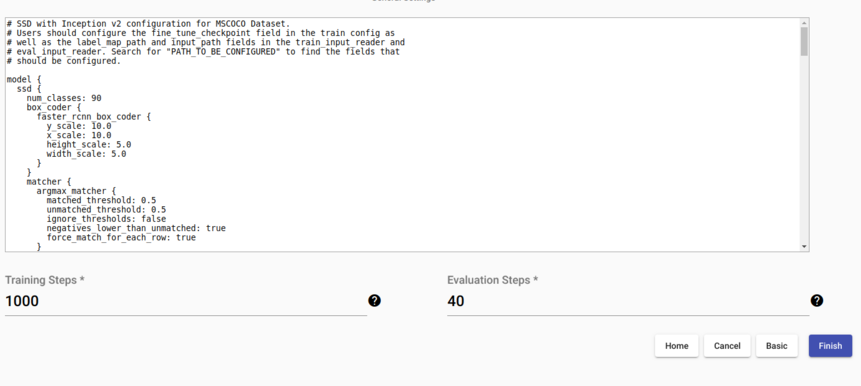 General Settings
# SSD with Inception v2 configuration for MSCOCO Dataset.
# Users should configure the fine_tune_checkpoint field in the train config as
# well as the label_map_path and input_path fields in the train_input_reader and
# eval_input_reader. Search for "PATH_TO_BE_CONFIGURED" to find the fields that
# should be configured.
model {
  ssd {
    num_classes: 90
    box_coder {
      faster_rcnn_box_coder {
        y_scale: 10.0
        x_scale: 10.0
        height_scale: 5.0
        width_scale: 5.0
      }
    }
    matcher {
      argmax_matcher {
        matched_threshold: 0.5
        unmatched_threshold: 0.5
        ignore_thresholds: false
        negatives_lower_than_unmatched: true
        force_match_for_each_row: true
      }
Training Steps *
1000
Evaluation Steps *
40
Home
Cancel
Basic
Finish